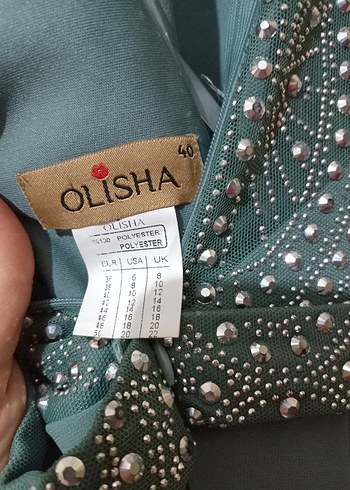 40
OLISHA
OLISHA
%100 POLYESTER
POLYESTER
EUR USA UK
36 6 8
38 8 10
40 10 12
42 12 14
44 14 16
46 16 18
48 18 20
50 20 22